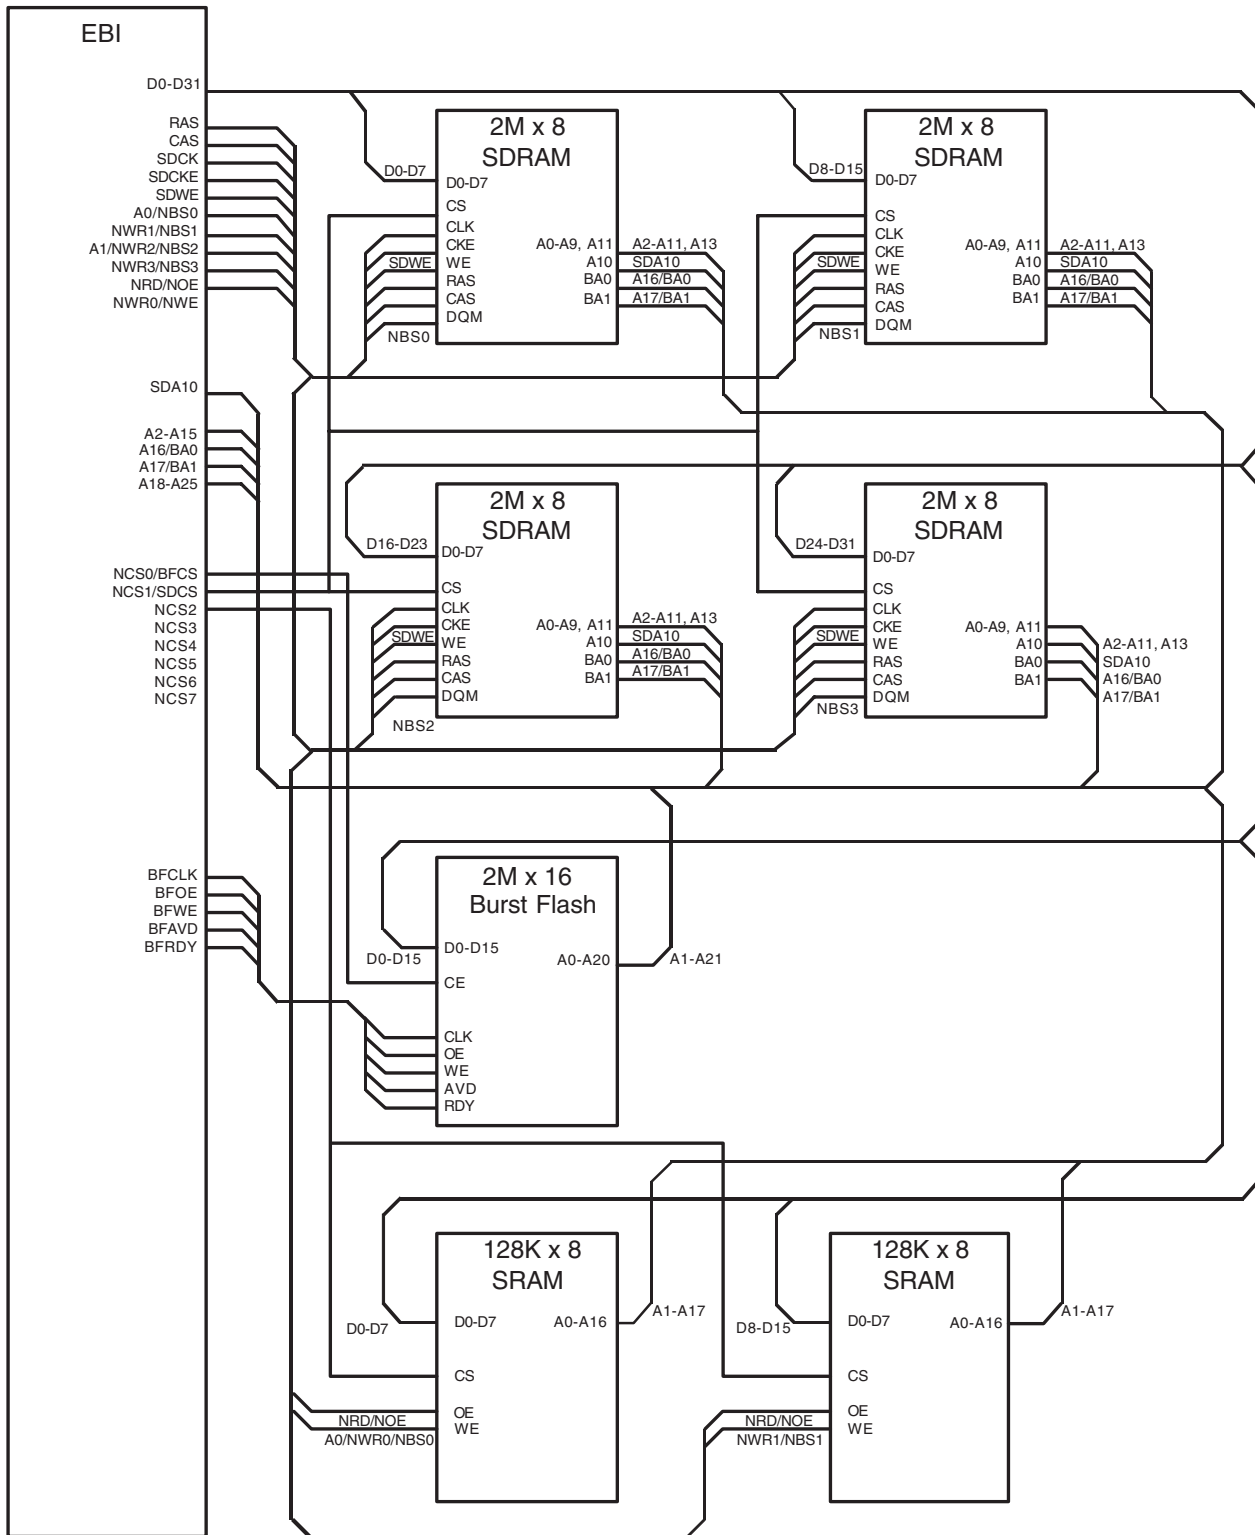 EBI
D0-D31
RAS
CAS
SDCK
SDCKE
SDWE
A0/NBS0
NWR1/NBS1
A1/NWR2/NBS2
NWR3/NBS3
NRD/NOE
NWR0/NWE
SDA10
A2-A15
A16/BA0
A17/BA1
A18-A25
NCS0/BFCS
NCS1/SDCS
NCS2
NCS3
NCS4
NCS5
NCS6
NCS7
BFCLK
BFOE
BFWE
BFAVD
BFRDY
2M x 8
SDRAM
D0-D7
D0-D7
CS
CLK
CKE
SDWE
WE
RAS
CAS
DQM
NBS0
A0-A9, A11
A10
BA0
BA1
A2-A11, A13
SDA10
A16/BA0
A17/BA1
2M x 8
SDRAM
D8-D15
D0-D7
CS
CLK
CKE
SDWE
WE
RAS
CAS
DQM
NBS1
A0-A9, A11
A10
BA0
BA1
A2-A11, A13
SDA10
A16/BA0
A17/BA1
2M x 8
SDRAM
D16-D23
D0-D7
CS
CLK
CKE
SDWE
WE
RAS
CAS
DQM
NBS2
A0-A9, A11
A10
BA0
BA1
A2-A11, A13
SDA10
A16/BA0
A17/BA1
2M x 8
SDRAM
D24-D31
D0-D7
CS
CLK
CKE
SDWE
WE
RAS
CAS
DQM
NBS3
A0-A9, A11
A10
BA0
BA1
A2-A11, A13
SDA10
A16/BA0
A17/BA1
2M x 16
Burst Flash
D0-D15
D0-D15
A0-A20
A1-A21
CE
CLK
OE
WE
AVD
RDY
128K x 8
SRAM
D0-D7
D0-D7
A0-A16
A1-A17
CS
OE
NRD/NOE
WE
A0/NWR0/NBS0
128K x 8
SRAM
D8-D15
D0-D7
A0-A16
A1-A17
CS
OE
NRD/NOE
WE
NWR1/NBS1